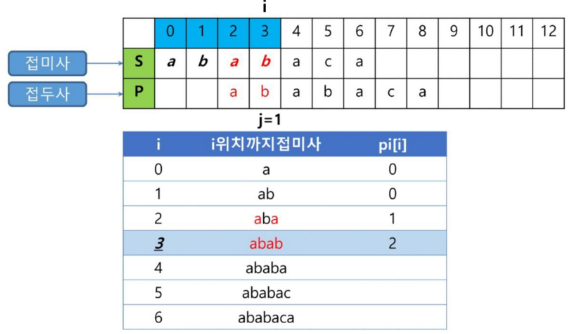 i
0 1 2 3 4 5 6 7 8 9 10 11 12
접미사 S a b a b a c a
접두사 P a b a b a c a
j=1
i i위치까지접미사 pi[i]
0 a 0
1 ab 0
2 aba 1
3 abab 2
4 ababa
5 ababac
6 ababaca